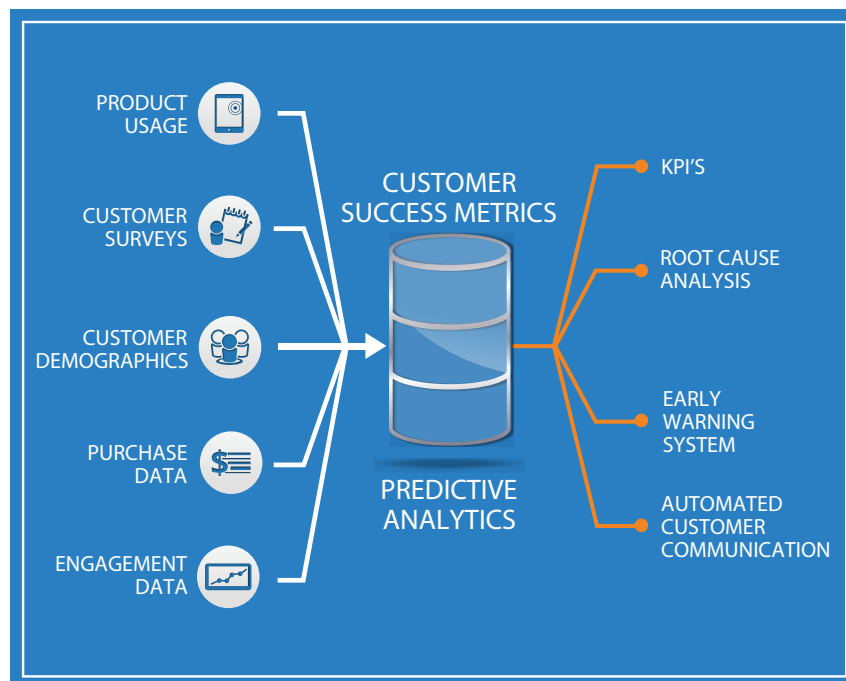 PRODUCT
USAGE
CUSTOMER
SURVEYS
CUSTOMER
DEMOGRAPHICS
PURCHASE
DATA
$
ENGAGEMENT
DATA
CUSTOMER
SUCCESS METRICS
PREDICTIVE
ANALYTICS
KPI'S
ROOT CAUSE
ANALYSIS
EARLY
WARNING
SYSTEM
AUTOMATED
CUSTOMER
COMMUNICATION